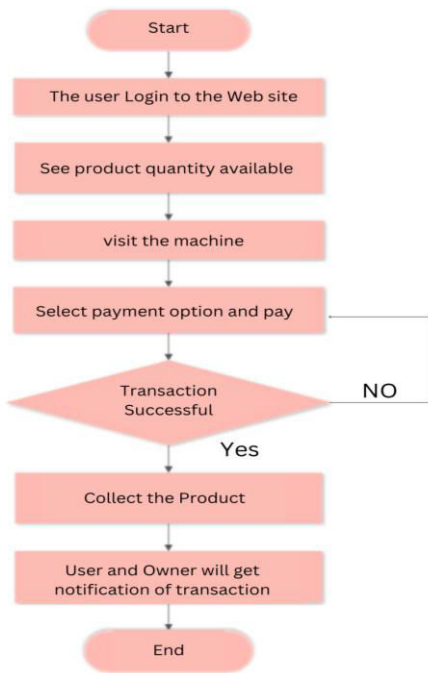 Start
The user Login to the Web site
See product quantity available
visit the machine
Select payment option and pay
Transaction
Successful
NO
Yes
Collect the Product
User and Owner will get
notification of transaction
End